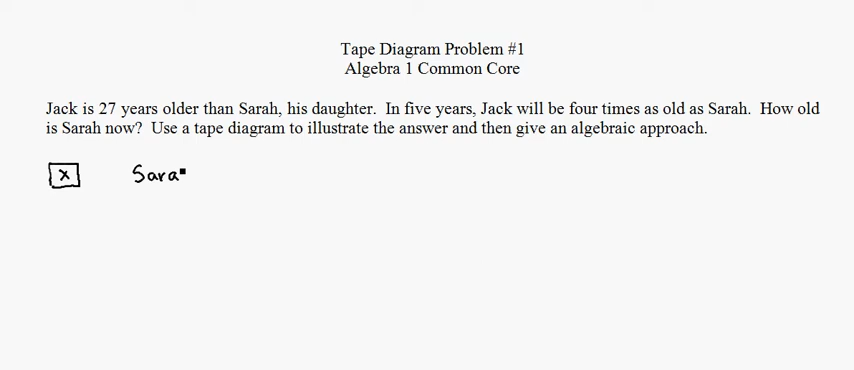 Tape Diagram Problem #1
Algebra 1 Common Core
Jack is 27 years older than Sarah, his daughter. In five years, Jack will be four times as old as Sarah. How old
is Sarah now? Use a tape diagram to illustrate the answer and then give an algebraic approach.
x Sara